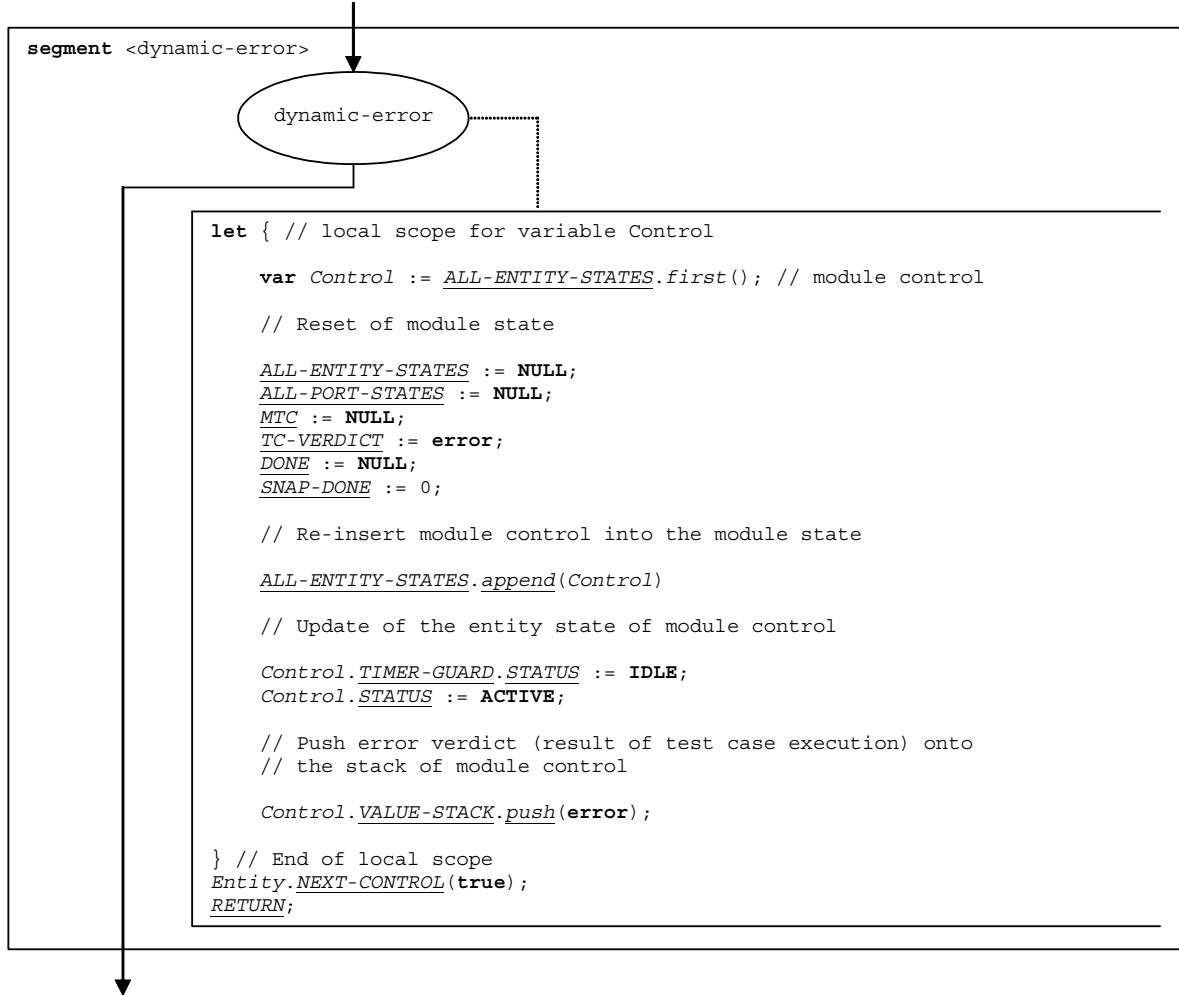 segment <dynamic-error>
dynamic-error
let { // local scope for variable Control
var Control := ALL-ENTITY-STATES.first(); // module control
// Reset of module state
ALL-ENTITY-STATES := NULL;
ALL-PORT-STATES := NULL;
MTC := NULL;
TC-VERDICT := error;
DONE := NULL;
SNAP-DONE := 0;
// Re-insert module control into the module state
ALL-ENTITY-STATES.append(Control)
// Update of the entity state of module control
Control.TIMER-GUARD.STATUS := IDLE;
Control.STATUS := ACTIVE;
// Push error verdict (result of test case execution) onto
// the stack of module control
Control.VALUE-STACK.push(error);
} // End of local scope
Entity.NEXT-CONTROL(true);
RETURN;